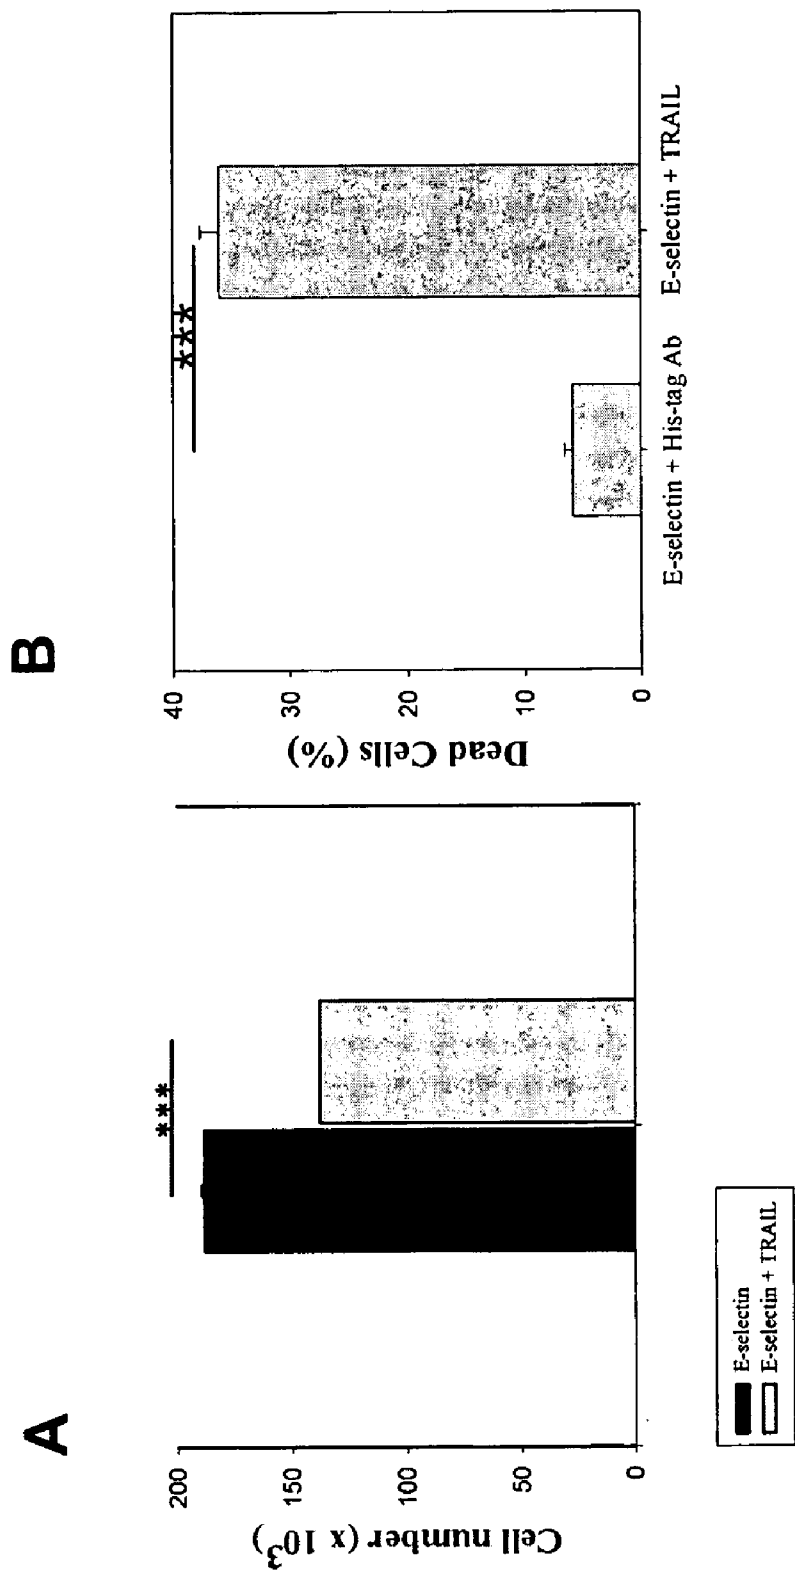 A
Cell number (x 10³)
200
150
100
50
0
***
E-selectin
E-selectin + TRAIL
B
Dead Cells (%)
40
30
20
10
0
***
E-selectin + His-tag Ab
E-selectin + TRAIL